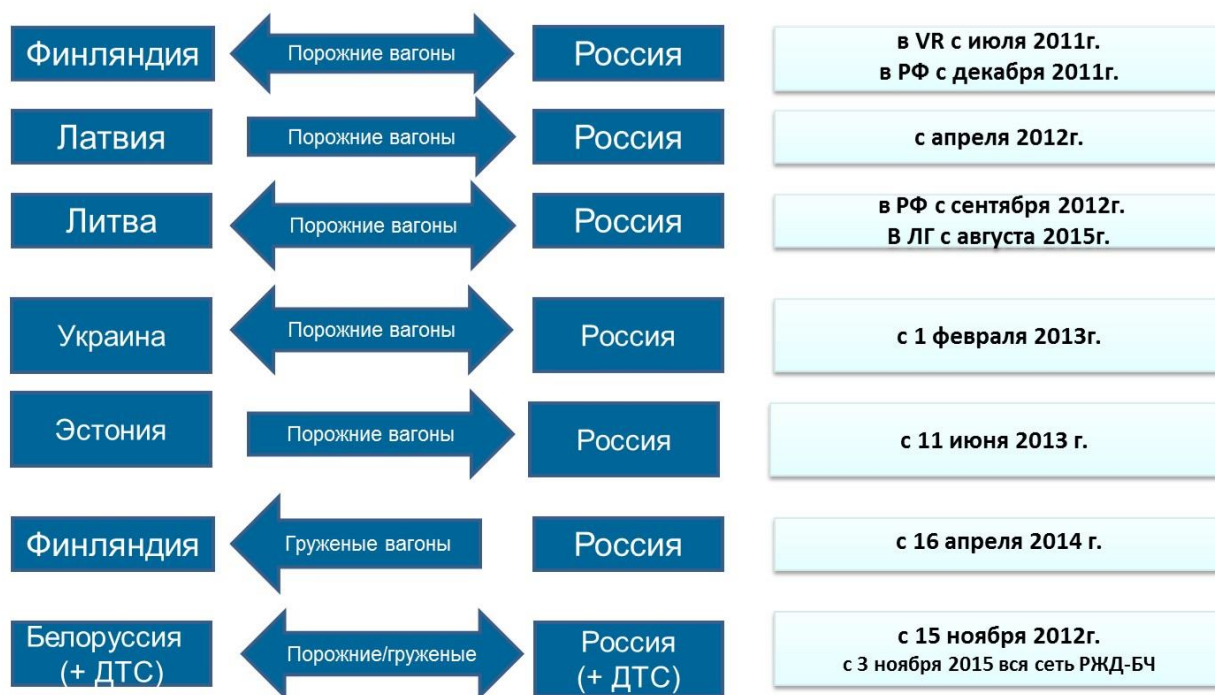 Финляндия
Порожние вагоны
Россия
в VR с июля 2011г.
в РФ с декабря 2011г.
Латвия
Порожние вагоны
Россия
с апреля 2012г.
Литва
Порожние вагоны
Россия
в РФ с сентября 2012г.
В ЛГ с августа 2015г.
Украина
Порожние вагоны
Россия
с 1 февраля 2013г.
Эстония
Порожние вагоны
Россия
с 11 июня 2013 г.
Финляндия
Груженые вагоны
Россия
с 16 апреля 2014 г.
Белоруссия
(+ ДТС)
Порожние/груженые
Россия
(+ ДТС)
с 15 ноября 2012г.
с 3 ноября 2015 вся сеть РЖД-БЧ